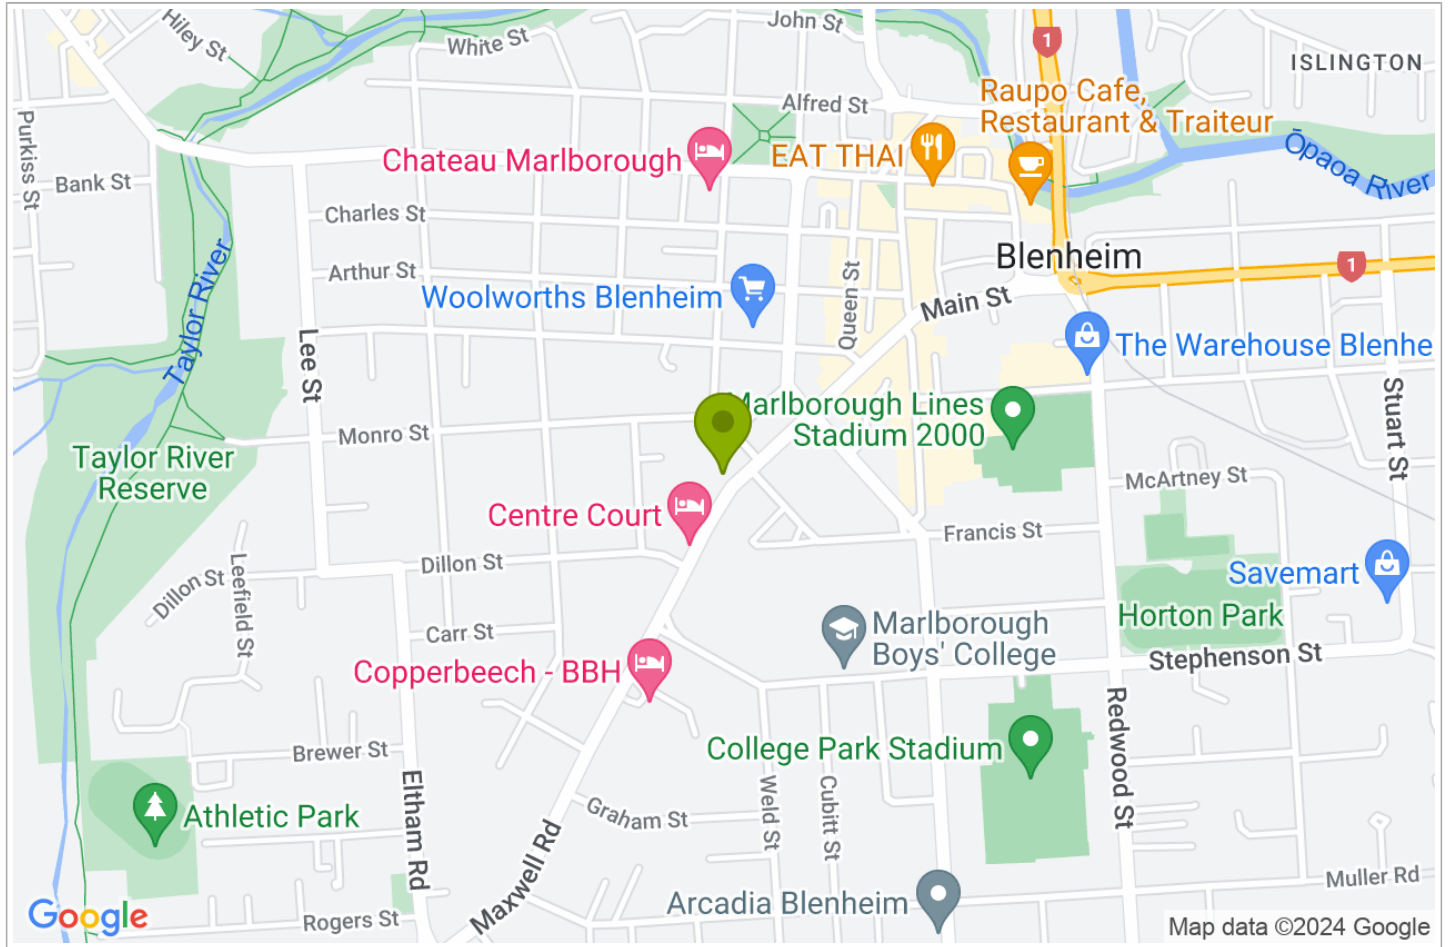 Hiley St
White St
John St
1
ISLINGTON
Alfred St
Raupo Cafe,
Restaurant & Traiteur
EAT THAI
Chateau Marlborough
Purkiss St
Bank St
Ōpaoa River
Charles St
Arthur St
Taylor River
Queen St
Blenheim
1
Woolworths Blenheim
Main St
Lee St
The Warehouse Blenhe
Stuart St
Marlborough Lines
Stadium 2000
Monro St
Taylor River
Reserve
McArtney St
Centre Court
Francis St
Dillon St
Dillon St
Leefield St
Savemart
Horton Park
Carr St
Marlborough
Boys' College
Stephenson St
Copperbeech - BBH
Redwood St
Brewer St
College Park Stadium
Eltham Rd
Athletic Park
Graham St
Weld St
Cubitt St
Maxwell Rd
Muller Rd
Arcadia Blenheim
Rogers St
Google
Map data ©2024 Google